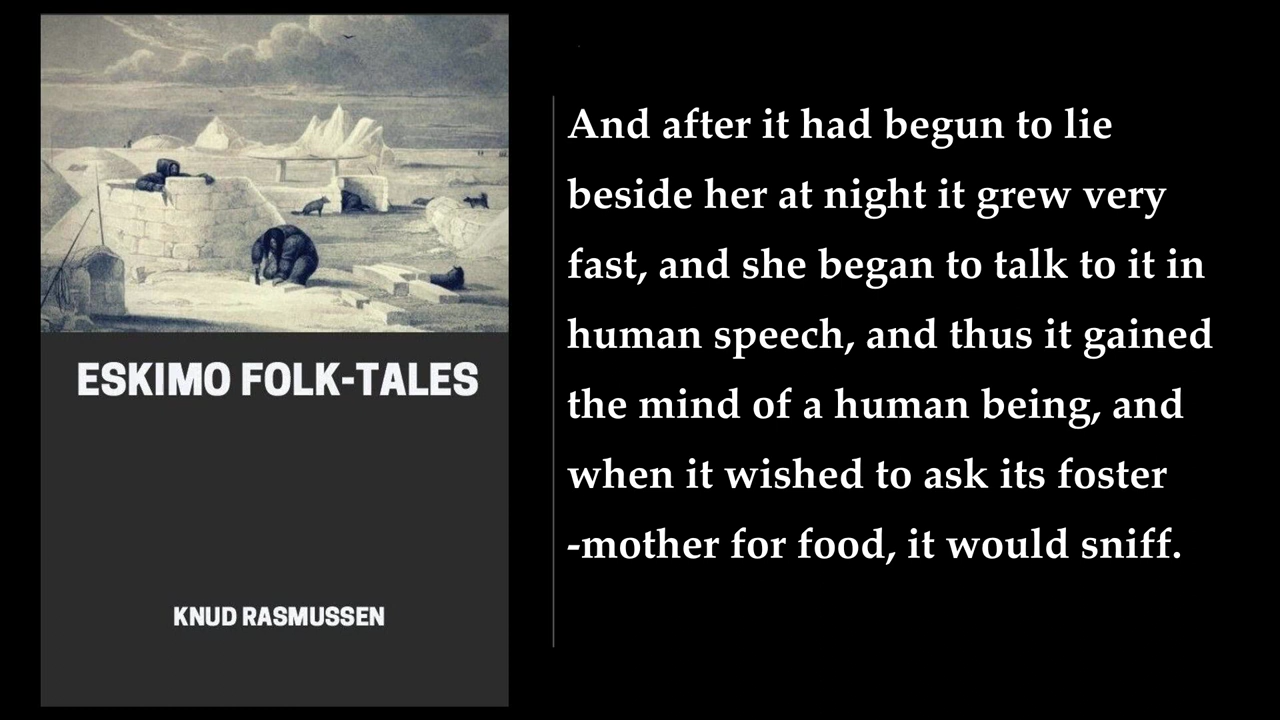 ESKIMO FOLK-TALES
KNUD RASMUSSEN
And after it had begun to lie
beside her at night it grew very
fast, and she began to talk to it in
human speech, and thus it gained
the mind of a human being, and
when it wished to ask its foster
-mother for food, it would sniff.